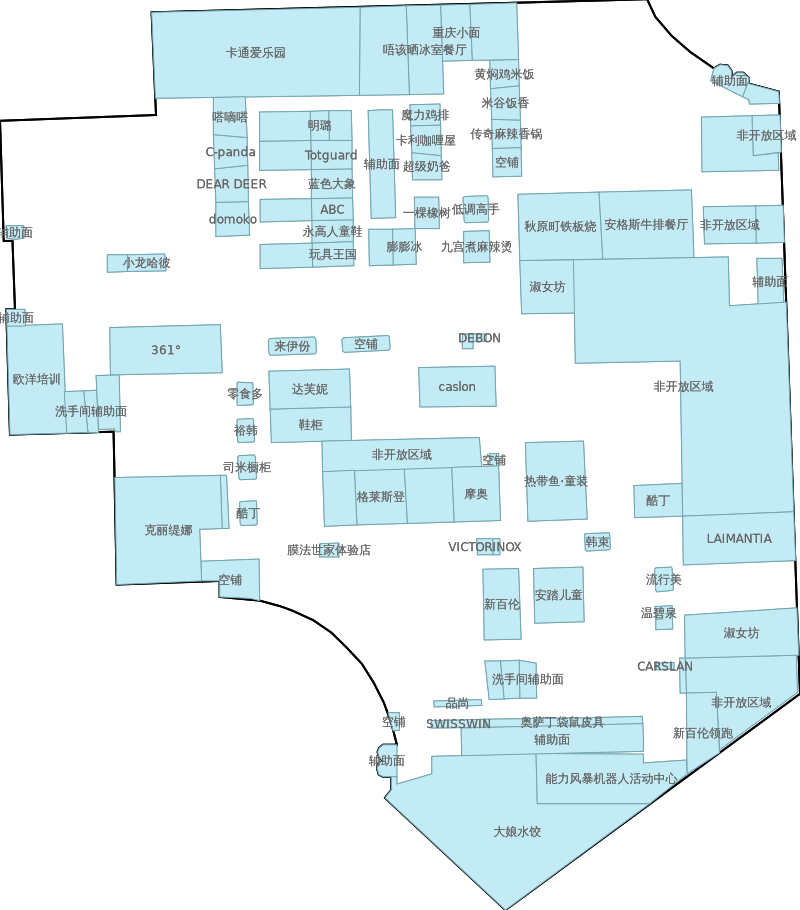 卡通爱乐园
唔该晒冰室餐厅
重庆小面
黄焖鸡米饭
辅助面
米谷饭香
嗒嘀嗒
明璐
魔力鸡排
传奇麻辣香锅
非开放区域
C-panda
Totguard
辅助面
卡利咖喱屋
超级奶爸
空铺
DEAR DEER
蓝色大象
domoko
ABC
一棵橡树
低调高手
永高人童鞋
秋原町铁板烧
安格斯牛排餐厅
非开放区域
辅助面
小龙哈彼
玩具王国
膨膨冰
九宫煮麻辣烫
淑女坊
辅助面
辅助面
361°
来伊份
空铺
DEBON
欧洋培训
零食多
达芙妮
caslon
非开放区域
洗手间辅助面
裕韩
鞋柜
司米橱柜
非开放区域
空铺
热带鱼·童装
格莱斯登
摩奥
酷丁
酷丁
克丽缇娜
膜法世家体验店
VICTORINOX
韩束
LAIMANTIA
空铺
新百伦
安踏儿童
流行美
温碧泉
淑女坊
CARSLAN
洗手间辅助面
品尚
非开放区域
空铺
SWISSWIN
奥萨丁袋鼠皮具
辅助面
新百伦领跑
辅助面
能力风暴机器人活动中心
大娘水饺